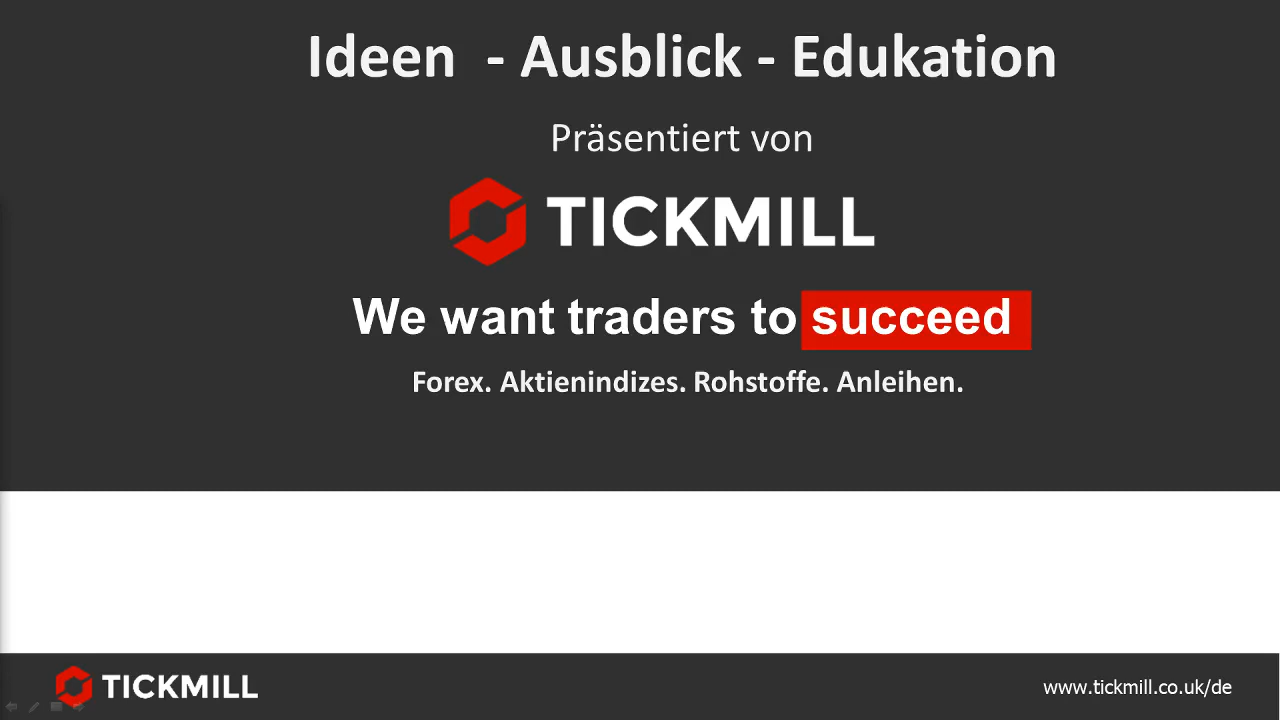 Ideen - Ausblick - Edukation
Präsentiert von
TICKMILL
We want traders to succeed
Forex. Aktienindizes. Rohstoffe. Anleihen.
TICKMILL
www.tickmill.co.uk/de